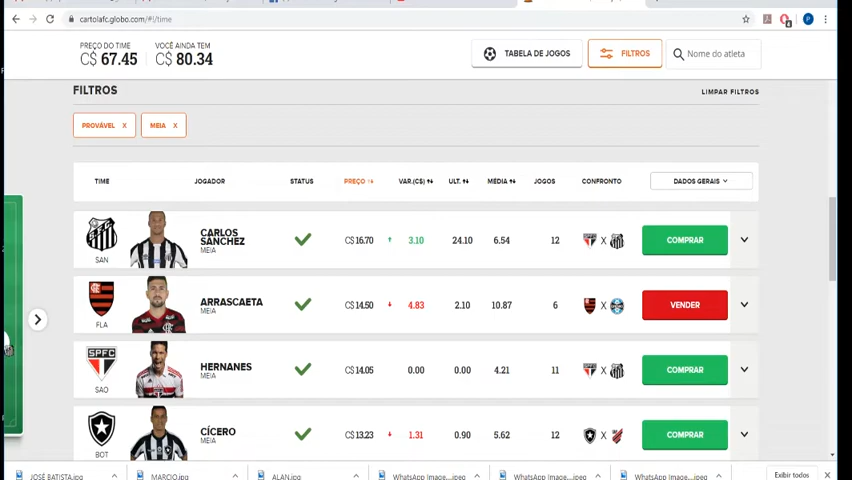 cartolafc.globo.com/#!/time
PREÇO DO TIME
C$ 67.45
VOCÊ AINDA TEM
C$ 80.34
TABELA DE JOGOS
FILTROS
Nome do atleta
FILTROS
LIMPAR FILTROS
PROVÁVEL X
MEIA X
TIME JOGADOR STATUS PREÇO VAR.(C$) ULT. MÉDIA JOGOS CONFRONTO DADOS GERAIS
SAN
CARLOS SANCHEZ
MEIA
C$ 16.70 3.10 24.10 6.54 12 X COMPRAR
FLA
ARRASCAETA
MEIA
C$ 14.50 4.83 2.10 10.87 6 X VENDER
SPFC
SAO
HERNANES
MEIA
C$ 14.05 0.00 0.00 4.21 11 X COMPRAR
BOT
CÍCERO
MEIA
C$ 13.23 1.31 0.90 5.62 12 X COMPRAR
JOSÉ BATISTA.jpg MARCIO.jpg ALAN.jpg WhatsApp Image....jpeg WhatsApp Image....jpeg WhatsApp Image....jpeg Exibir todos